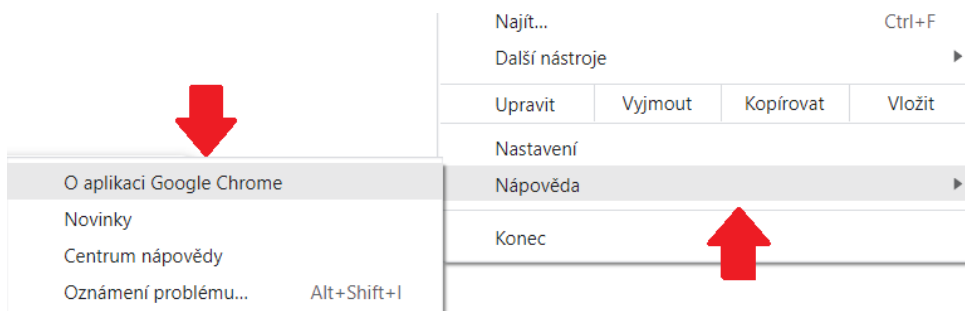 Najít... Ctrl+F
Další nástroje
Upravit Vyjmout Kopírovat Vložit
Nastavení
Nápověda
Konec
O aplikaci Google Chrome
Novinky
Centrum nápovědy
Oznámení problému... Alt+Shift+I